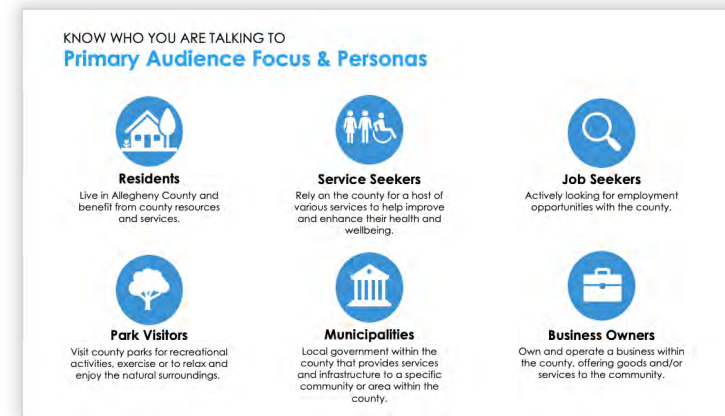 KNOW WHO YOU ARE TALKING TO
Primary Audience Focus & Personas
Residents
Live in Allegheny County and
benefit from county resources
and services.
Service Seekers
Rely on the county for a host of
various services to help improve
and enhance their health and
wellbeing.
Job Seekers
Actively looking for employment
opportunities with the county.
Park Visitors
Visit county parks for recreational
activities, exercise or to relax and
enjoy the natural surroundings.
Municipalities
Local government within the
county that provides services
and infrastructure to a specific
community or area within the
county.
Business Owners
Own and operate a business within
the county, offering goods and/or
services to the community.